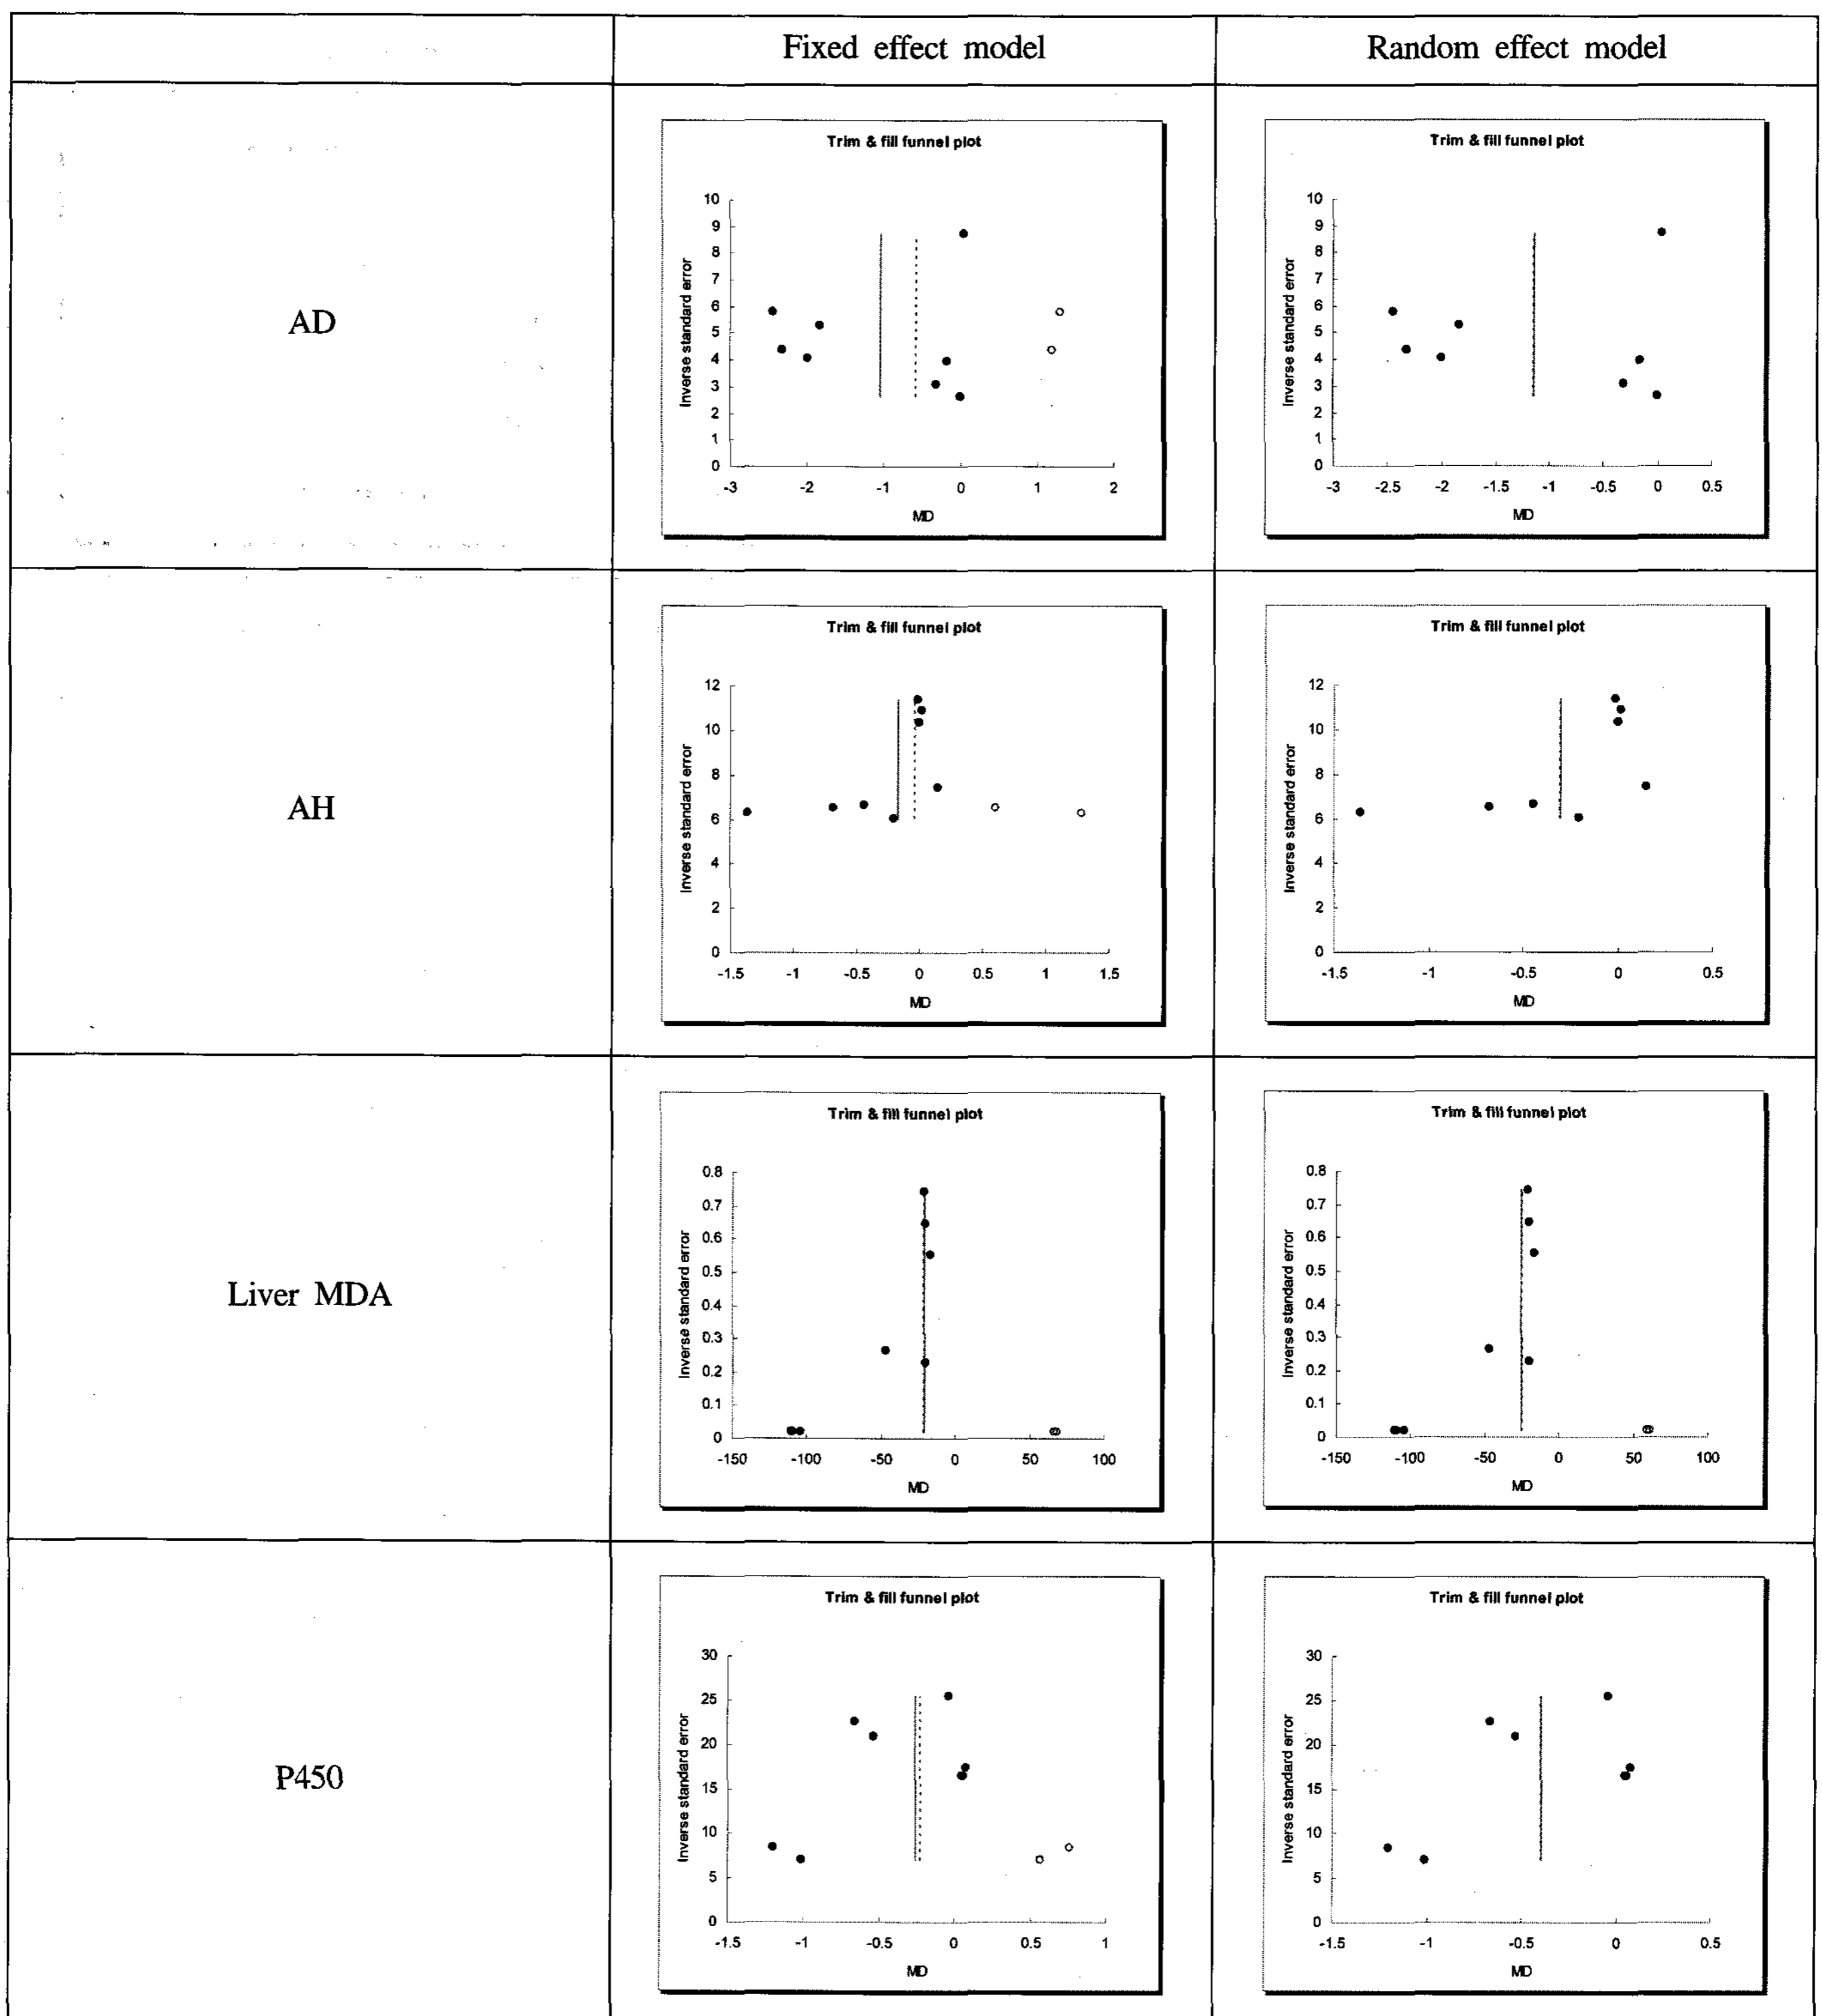 Fixed effect model
Random effect model
AD
Trim & fill funnel plot
Inverse standard error
10
9
8
7
6
5
4
3
2
1
0
-3 -2 -1 0 1 2
MD
Trim & fill funnel plot
Inverse standard error
10
9
8
7
6
5
4
3
2
1
0
-3 -2.5 -2 -1.5 -1 -0.5 0 0.5
MD
AH
Trim & fill funnel plot
Inverse standard error
12
10
8
6
4
2
0
-1.5 -1 -0.5 0 0.5 1 1.5
MD
Trim & fill funnel plot
Inverse standard error
12
10
8
6
4
2
0
-1.5 -1 -0.5 0 0.5
MD
Liver MDA
Trim & fill funnel plot
Inverse standard error
0.8
0.7
0.6
0.5
0.4
0.3
0.2
0.1
0
-150 -100 -50 0 50 100
MD
Trim & fill funnel plot
Inverse standard error
0.8
0.7
0.6
0.5
0.4
0.3
0.2
0.1
0
-150 -100 -50 0 50 100
MD
P450
Trim & fill funnel plot
Inverse standard error
30
25
20
15
10
5
0
-1.5 -1 -0.5 0 0.5 1
MD
Trim & fill funnel plot
Inverse standard error
30
25
20
15
10
5
0
-1.5 -1 -0.5 0 0.5
MD